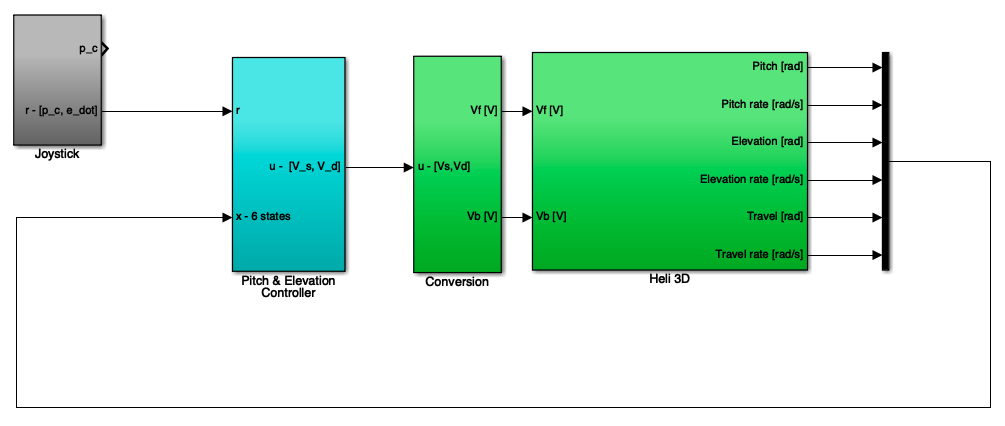 p_c
r - [p_c, e_dot]
Joystick
r
u - [V_s, V_d]
x - 6 states
Pitch & Elevation
Controller
Vf [V]
u - [Vs,Vd]
Vb [V]
Conversion
Vf [V]
Vb [V]
Pitch [rad]
Pitch rate [rad/s]
Elevation [rad]
Elevation rate [rad/s]
Travel [rad]
Travel rate [rad/s]
Heli 3D